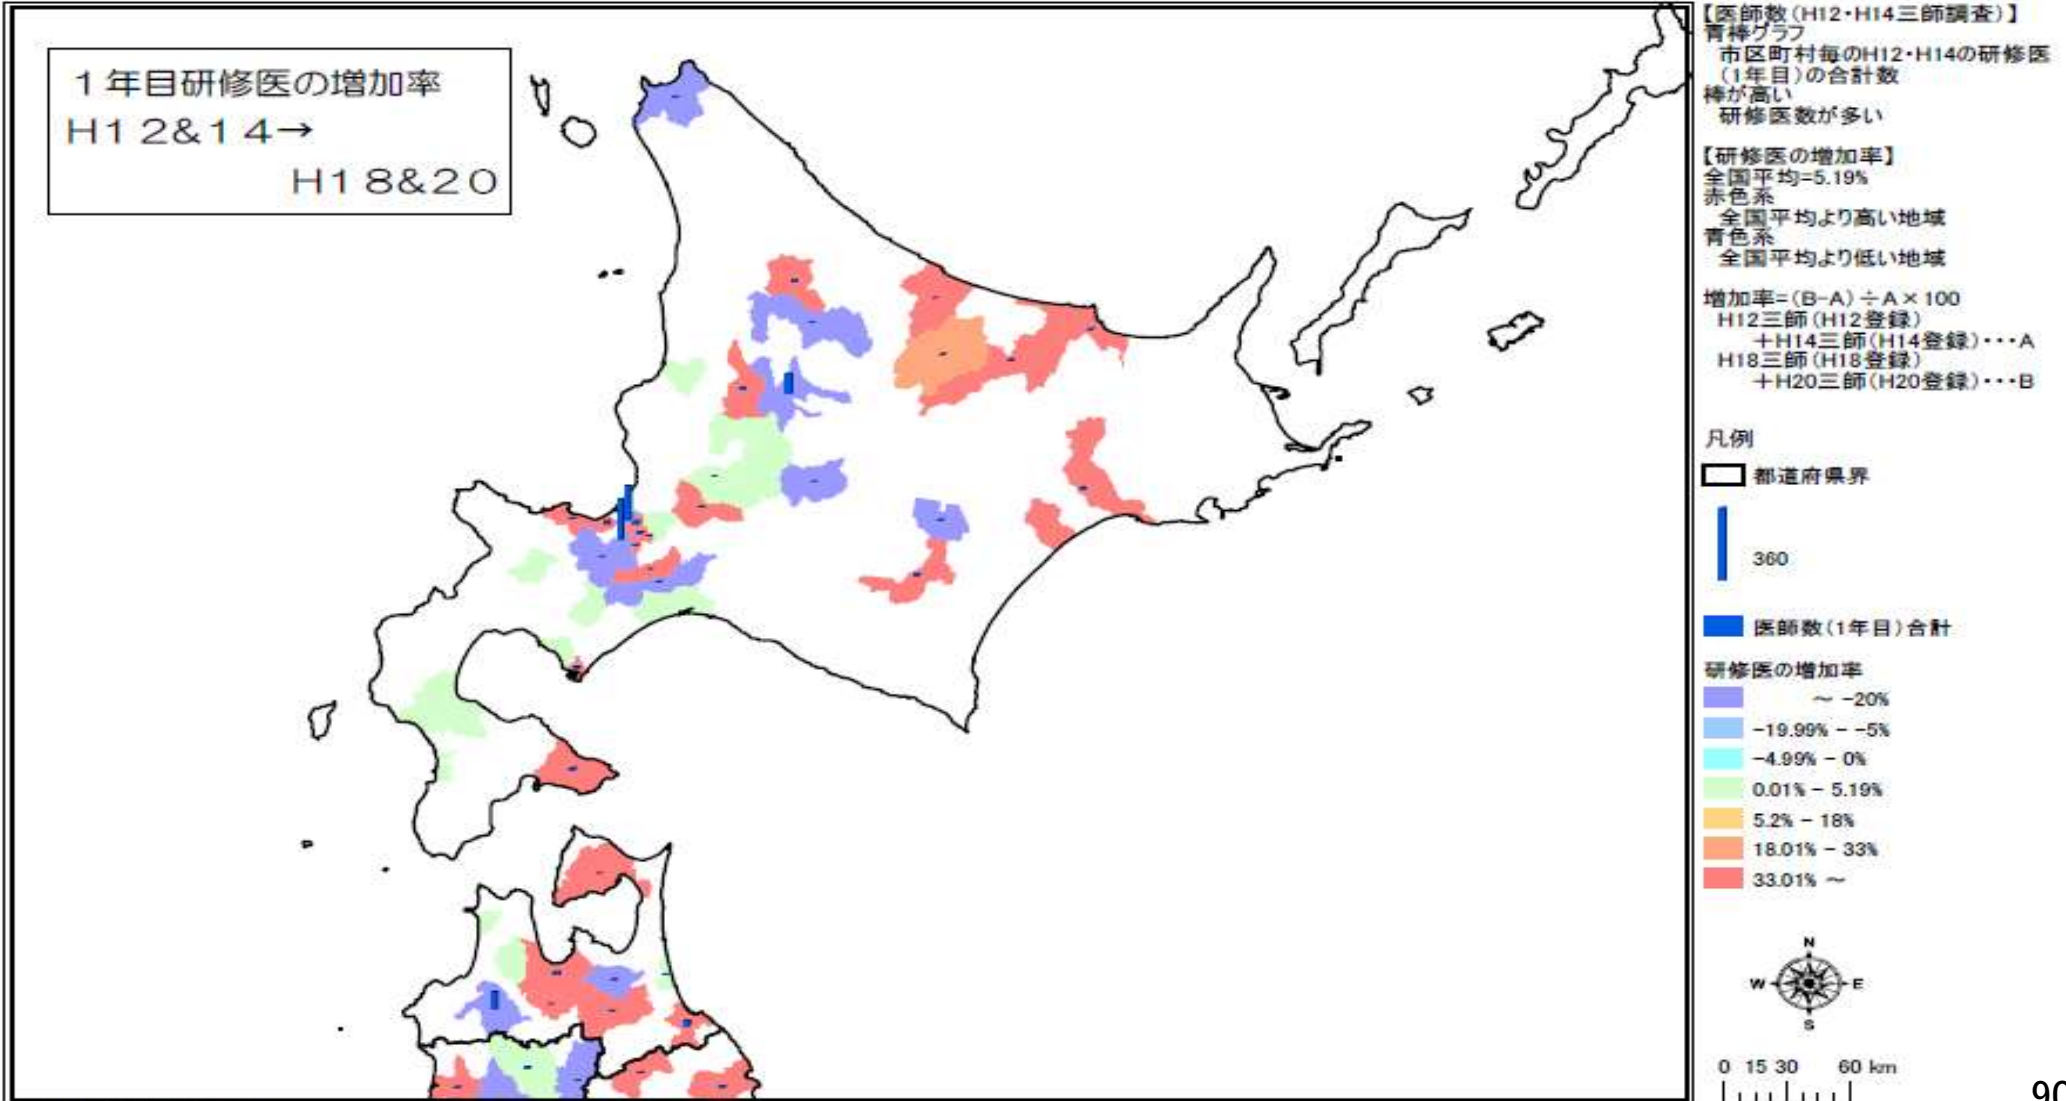 1年目研修医の増加率
H12&14→
H18&20
【医師数(H12・H14三師調査)】
青棒グラフ
市区町村毎のH12・H14の研修医
(1年目)の合計数
棒が高い
研修医数が多い
【研修医の増加率】
全国平均=5.19%
赤色系
全国平均より高い地域
青色系
全国平均より低い地域
増加率=(B-A)÷A×100
H12三師(H12登録)
+H14三師(H14登録)・・・A
H18三師(H18登録)
+H20三師(H20登録)・・・B
凡例
都道府県界
360
医師数(1年目)合計
研修医の増加率
～ -20%
-19.99% - -5%
-4.99% - 0%
0.01% - 5.19%
5.2% - 18%
18.01% - 33%
33.01% ～
N
W E
S
0 15 30 60 km
90